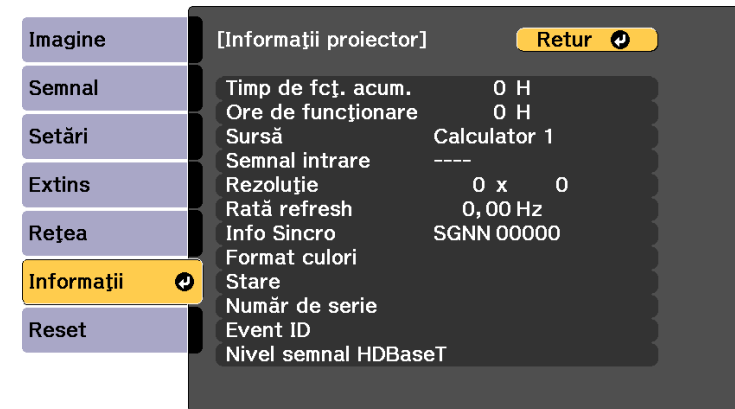 Imagine
Semnal
Setări
Extins
Reţea
Informaţii
Reset
[Informaţii proiector]
Retur
Timp de fcţ. acum. 0 H
Ore de funcţionare 0 H
Sursă Calculator 1
Semnal intrare ----
Rezoluţie 0 x 0
Rată refresh 0,00 Hz
Info Sincro SGNN 00000
Format culori
Stare
Număr de serie
Event ID
Nivel semnal HDBaseT